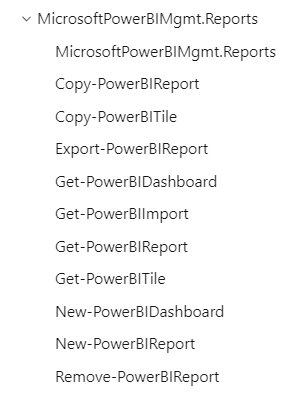 MicrosoftPowerBIMgmt.Reports
MicrosoftPowerBIMgmt.Reports
Copy-PowerBIReport
Copy-PowerBITile
Export-PowerBIReport
Get-PowerBIDashboard
Get-PowerBIImport
Get-PowerBIReport
Get-PowerBITile
New-PowerBIDashboard
New-PowerBIReport
Remove-PowerBIReport